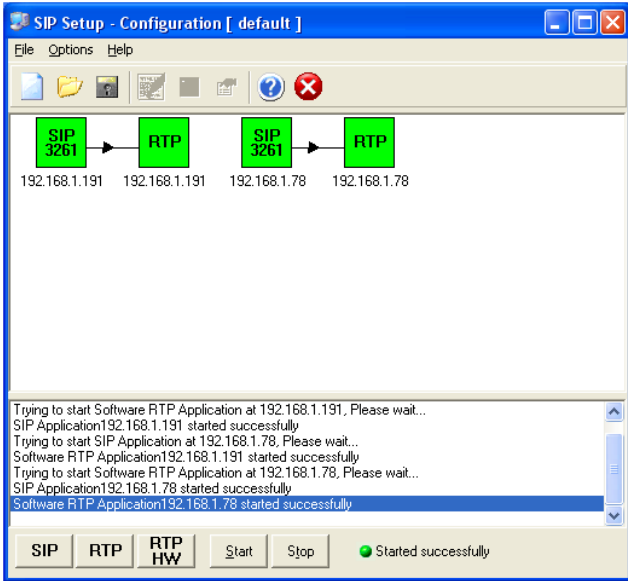 SIP Setup - Configuration [ default ]
File Options Help
SIP
3261
RTP
SIP
3261
RTP
192.168.1.191 192.168.1.191 192.168.1.78 192.168.1.78
Trying to start Software RTP Application at 192.168.1.191, Please wait...
SIP Application192.168.1.191 started successfully
Trying to start SIP Application at 192.168.1.78, Please wait...
Software RTP Application192.168.1.191 started successfully
Trying to start Software RTP Application at 192.168.1.78, Please wait...
SIP Application192.168.1.78 started successfully
Software RTP Application192.168.1.78 started successfully
SIP RTP RTP HW Start Stop Started successfully